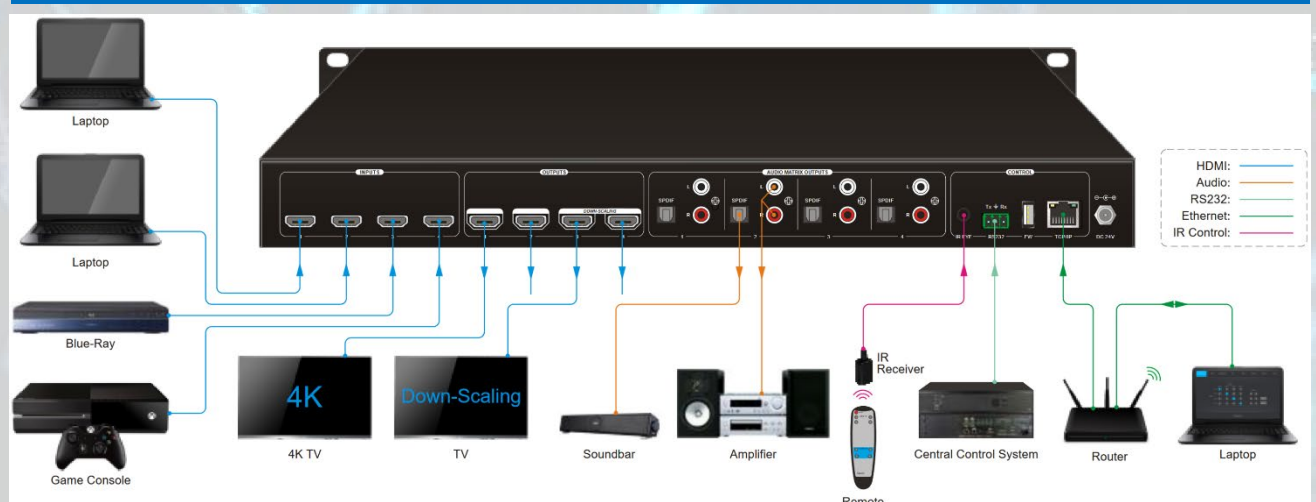 Laptop
Laptop
Blue-Ray
Game Console
INPUTS
OUTPUTS
DOWN-SCALING
AUDIO MATRIX OUTPUTS
CONTROL
SPDIF
L
R
SPDIF
L
R
SPDIF
L
R
SPDIF
L
R
1
2
3
4
Tx Rx
IR EXT
RS232
FW
TCP/IP
DC 24V
HDMI:
Audio:
RS232:
Ethernet:
IR Control:
4K
4K TV
Down-Scaling
TV
Soundbar
Amplifier
IR
Receiver
Remote
Central Control System
Router
Laptop